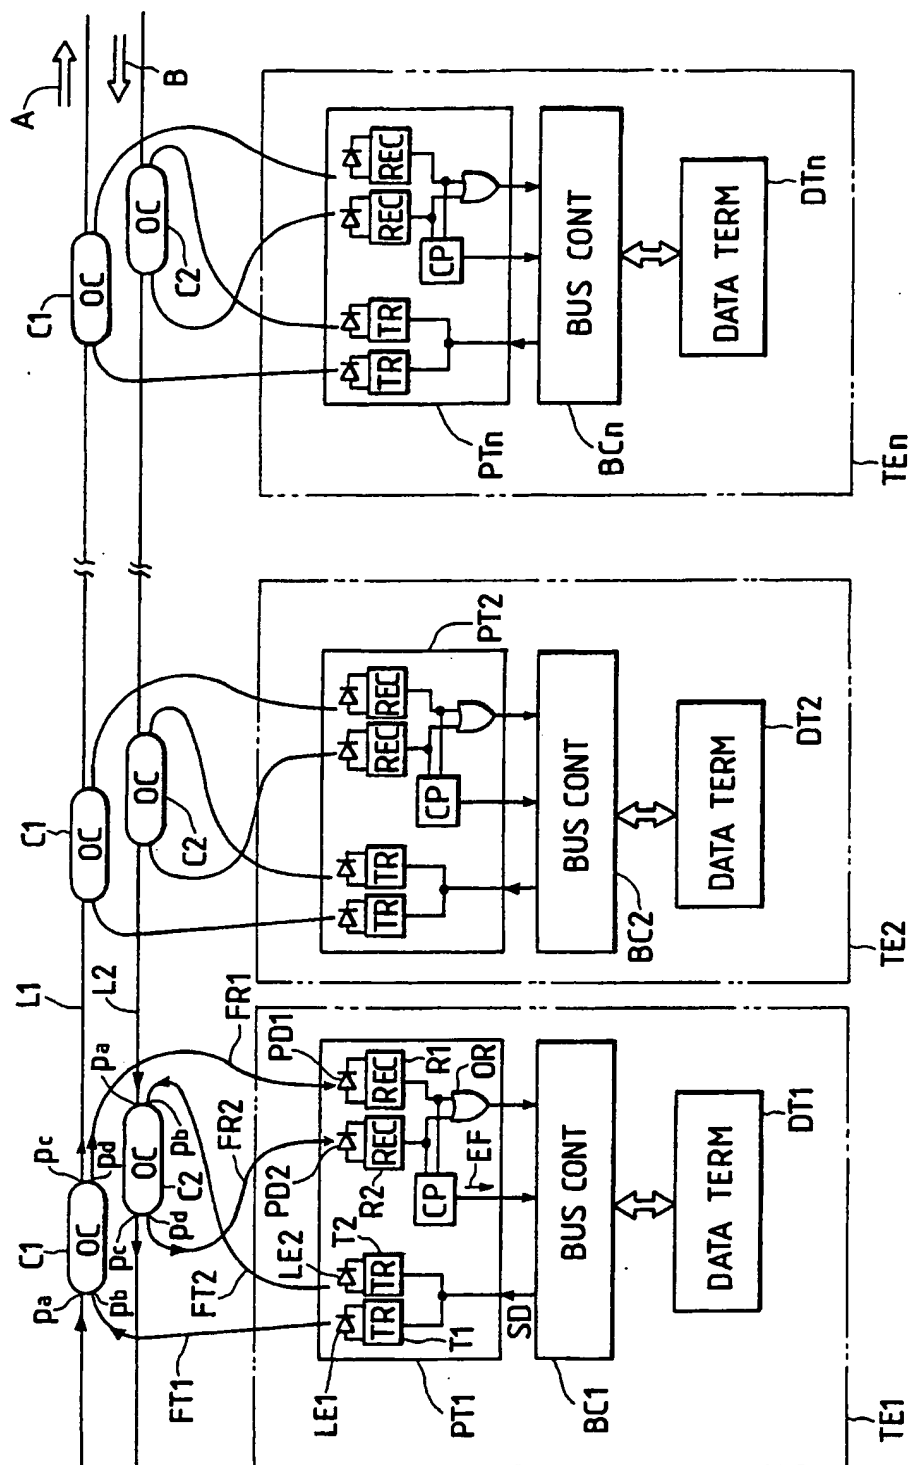 A
B
C1
OC
OC
C2
REC
REC
CP
TR
TR
PTn
BUS CONT
BCn
DATA TERM
DTn
TEn
C1
OC
OC
C2
PT2
REC
REC
CP
TR
TR
BUS CONT
BC2
DATA TERM
DT2
TE2
L1
L2
C1
OC
Pa
Pb
Pc
Pd
Pa
Pb
OC
C2
Pc
Pd
FR1
FR2
FT1
FT2
PD1
PD2
LE1
LE2
REC
R1
REC
R2
OR
CP
EF
TR
T2
TR
T1
PT1
SD
BUS CONT
BC1
DATA TERM
DT1
TE1